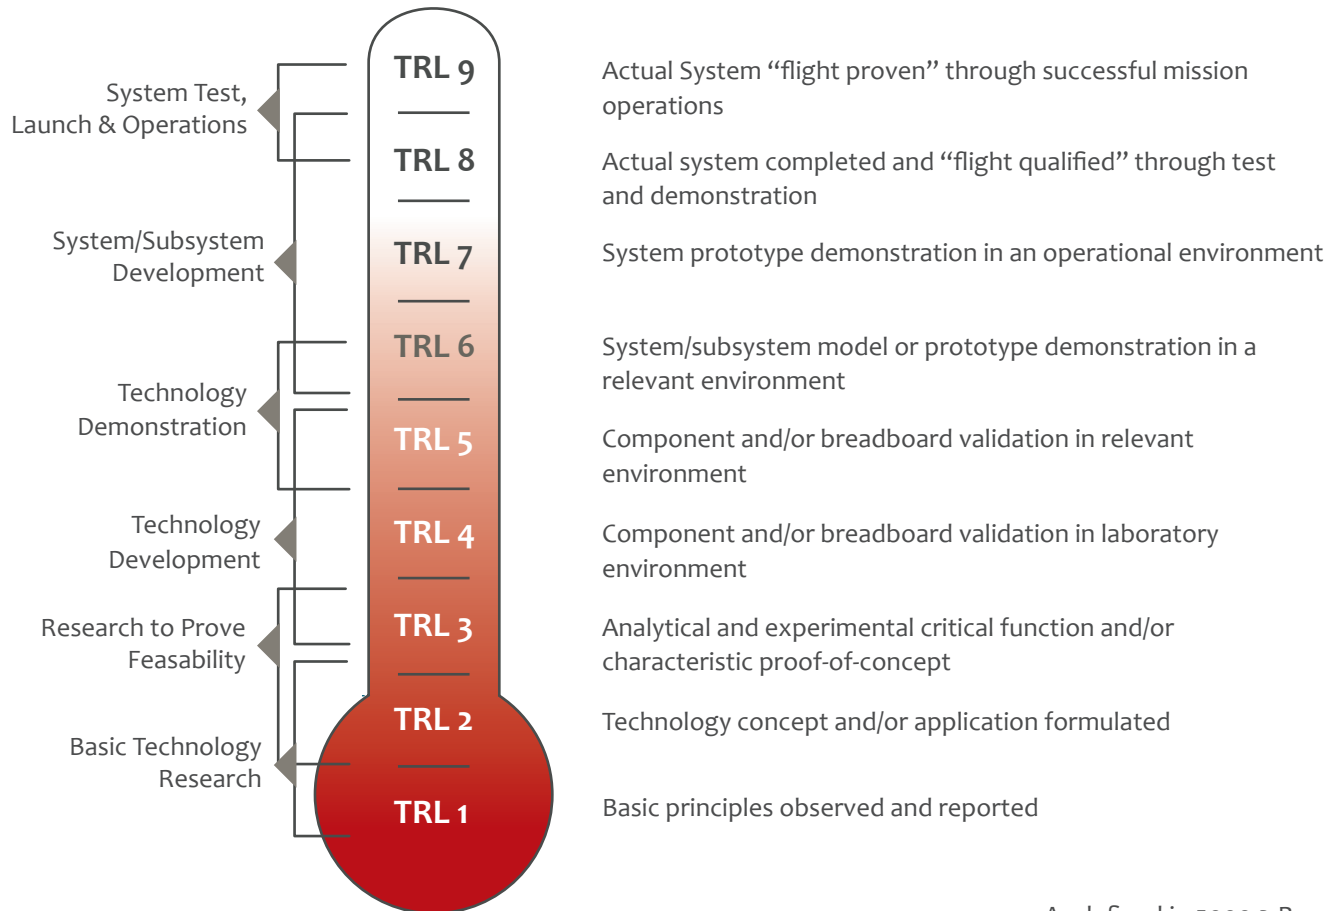 TRL 9
Actual System “flight proven” through successful mission
operations
System Test,
Launch & Operations
TRL 8
Actual system completed and “flight qualified” through test
and demonstration
System/Subsystem
Development
TRL 7
System prototype demonstration in an operational environment
TRL 6
System/subsystem model or prototype demonstration in a
relevant environment
Technology
Demonstration
TRL 5
Component and/or breadboard validation in relevant
environment
Technology
Development
TRL 4
Component and/or breadboard validation in laboratory
environment
Research to Prove
Feasability
TRL 3
Analytical and experimental critical function and/or
characteristic proof-of-concept
TRL 2
Technology concept and/or application formulated
Basic Technology
Research
TRL 1
Basic principles observed and reported